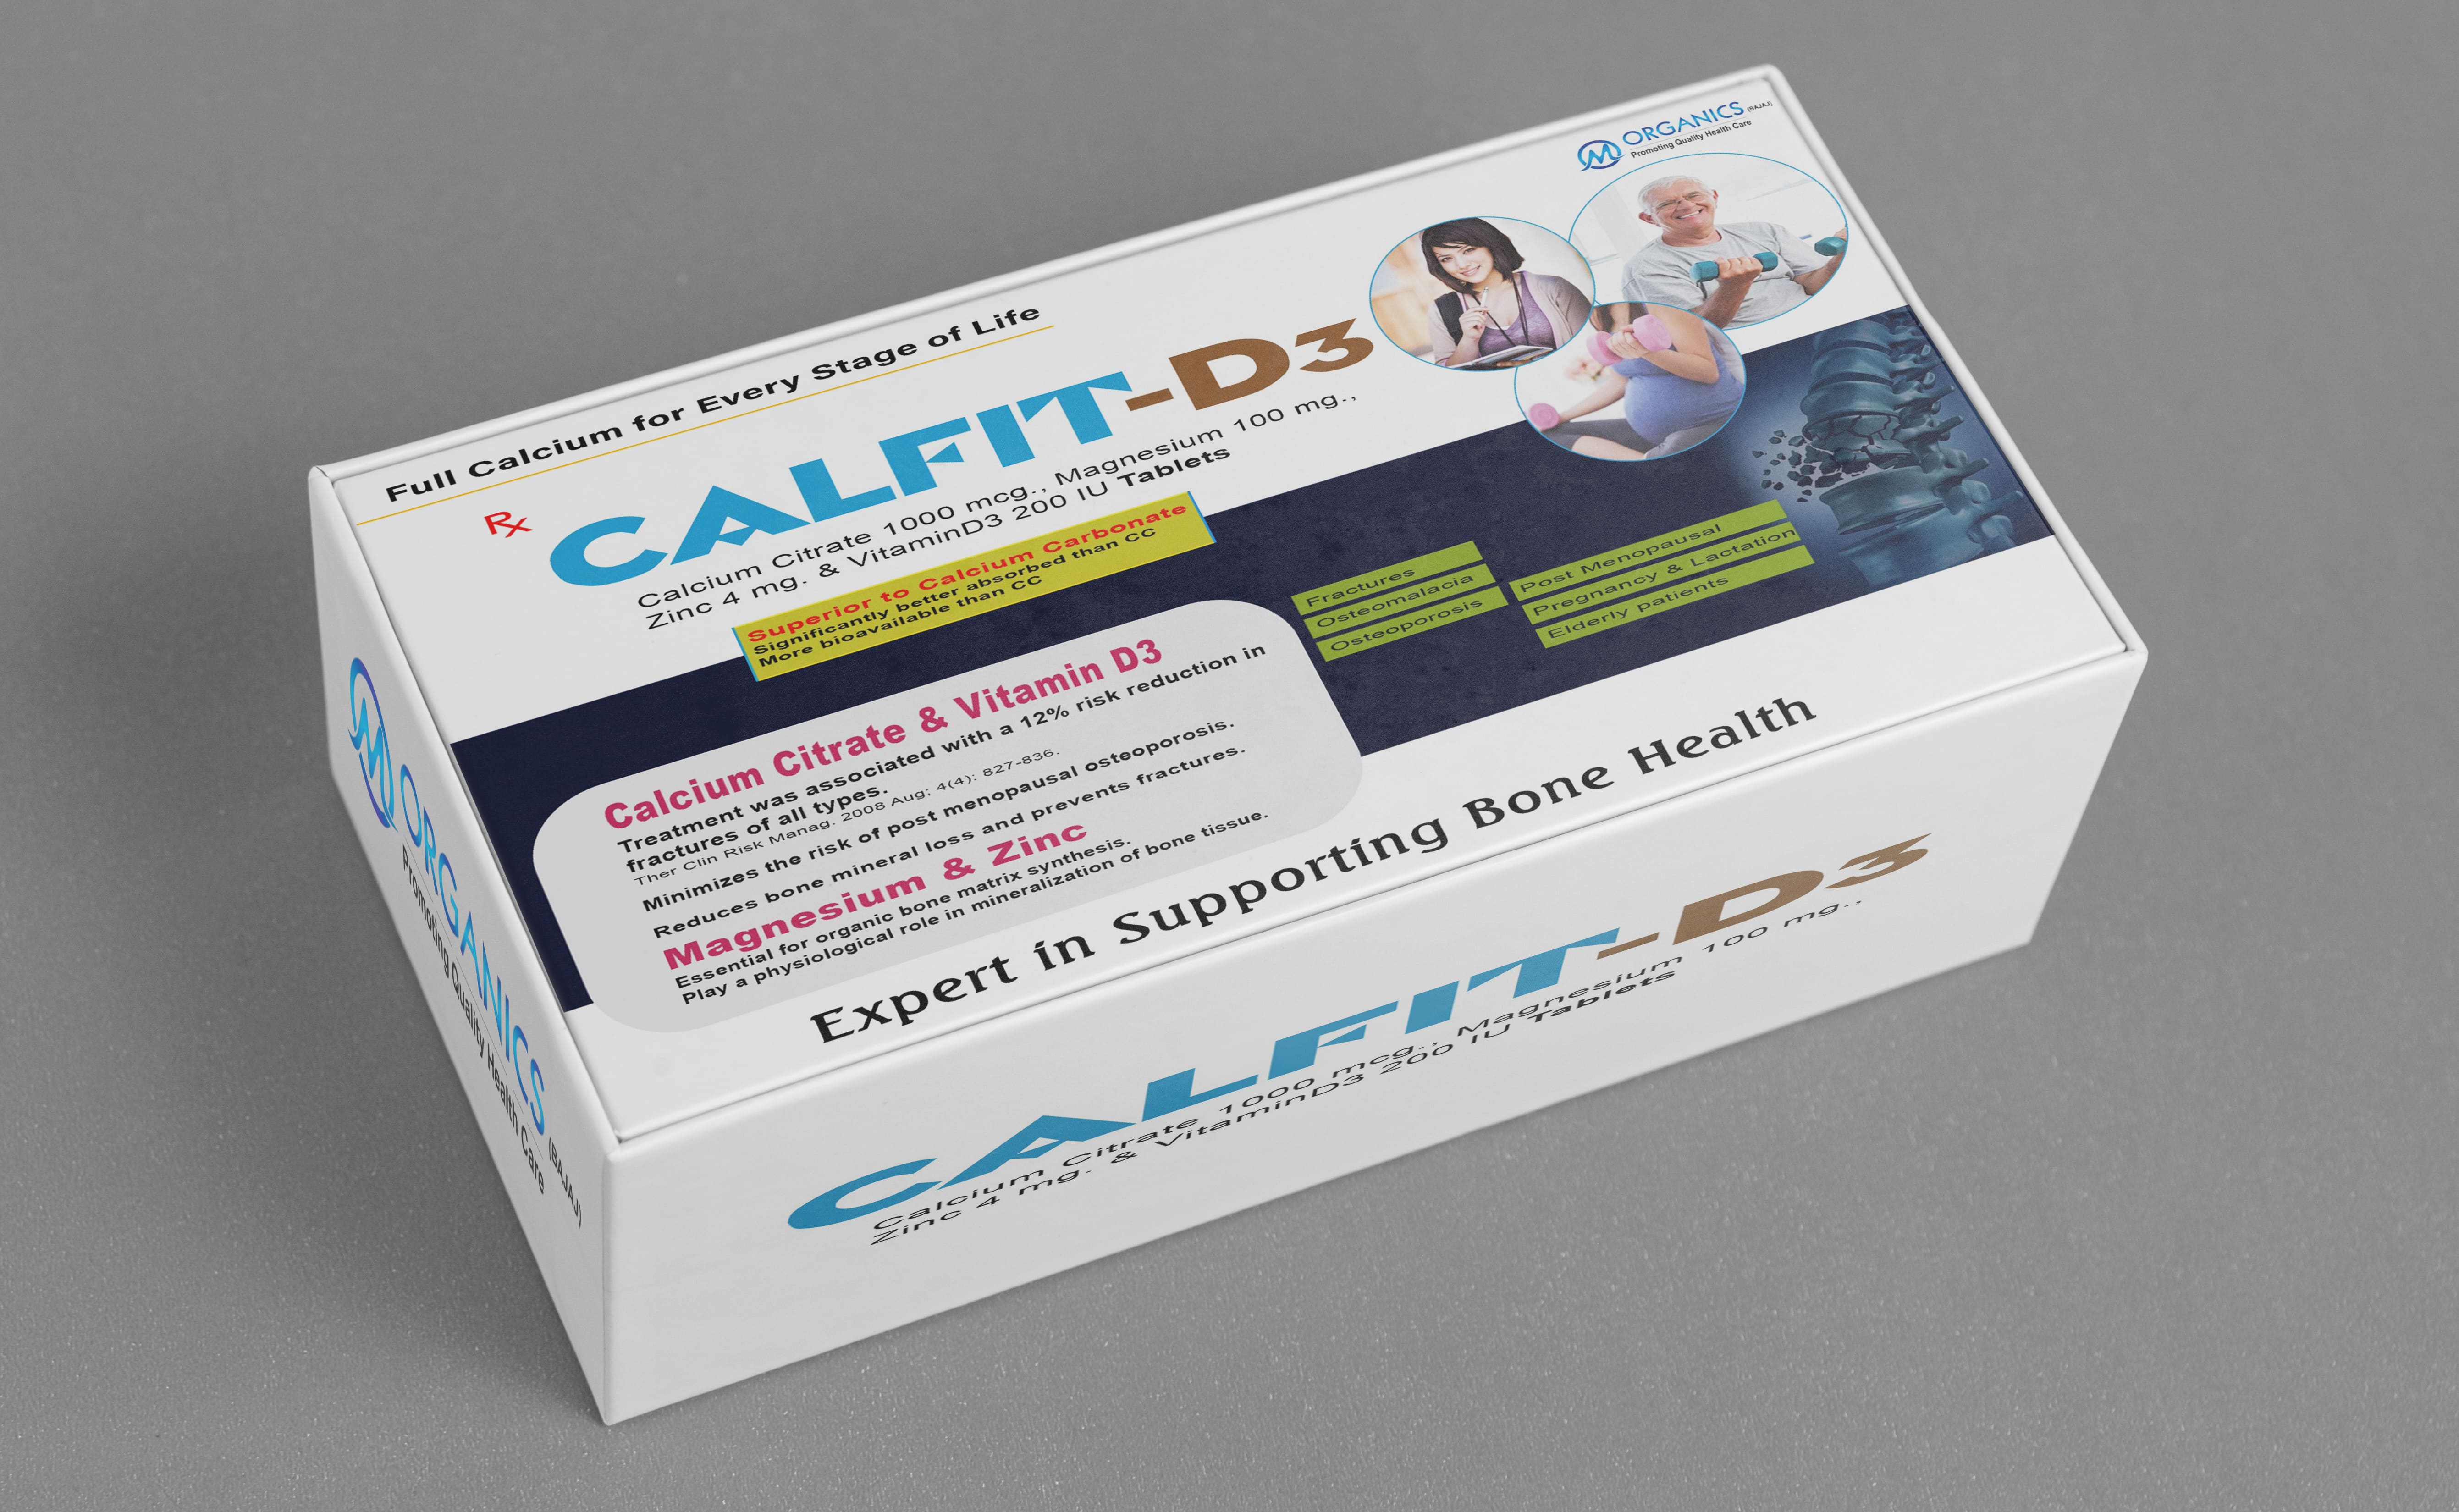 ORGANICS (BAJAJ)
Promoting Quality Health Care
Full Calcium for Every Stage of Life
Rx
CALFIT-D3
Calcium Citrate 1000 mcg., Magnesium 100 mg.,
Zinc 4 mg. & VitaminD3 200 IU Tablets
Superior to Calcium Carbonate
Significantly better absorbed than CC
More bioavailable than CC
Fractures
Osteomalacia
Osteoporosis
Post Menopausal
Pregnancy & Lactation
Elderly patients
Calcium Citrate & Vitamin D3
Treatment was associated with a 12% risk reduction in
fractures of all types.
Ther Clin Risk Manag. 2008 Aug; 4(4): 827-836.
Minimizes the risk of post menopausal osteoporosis.
Reduces bone mineral loss and prevents fractures.
Magnesium & Zinc
Essential for organic bone matrix synthesis.
Play a physiological role in mineralization of bone tissue.
Expert in Supporting Bone Health
CALFIT-D3
Calcium Citrate 1000 mcg., Magnesium 100 mg.,
Zinc 4 mg. & VitaminD3 200 IU Tablets
ORGANICS (BAJAJ)
Promoting Quality Health Care